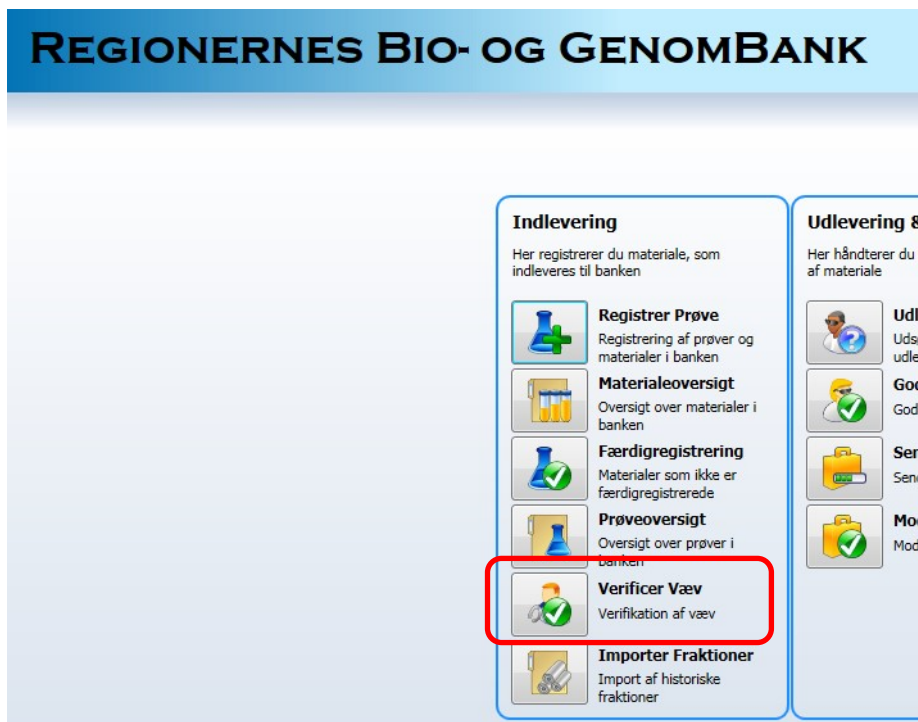 REGIONERNES BIO- OG GENOMBANK
Indlevering
Her registrerer du materiale, som
indleveres til banken
Registrer Prøve
Registrering af prøver og
materialer i banken
Materialeoversigt
Oversigt over materialer i
banken
Færdigregistrering
Materialer som ikke er
færdigregistrerede
Prøveoversigt
Oversigt over prøver i
banken
Verificer Væv
Verifikation af væv
Importer Fraktioner
Import af historiske
fraktioner
Udlevering &
Her håndterer du
af materiale